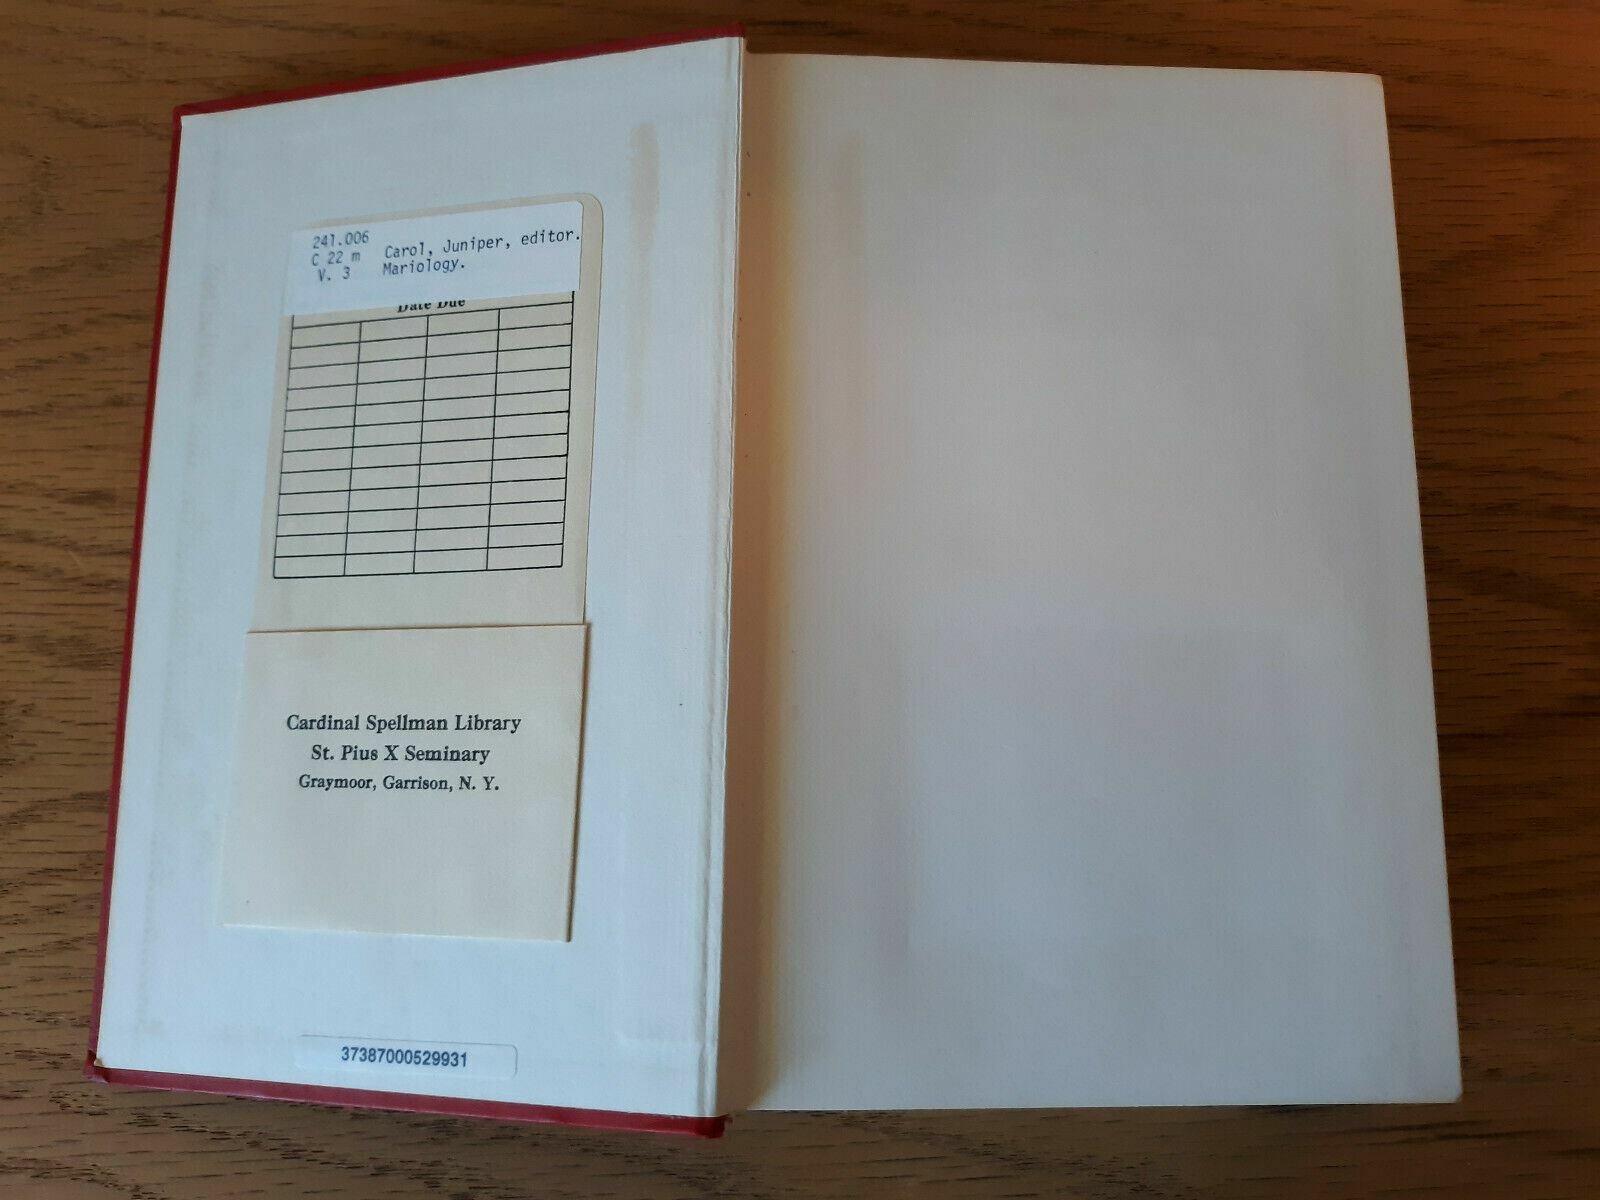 241.006
C 22 m Carol, Juniper, editor.
V. 3 Mariology.
Date Due
Cardinal Spellman Library
St. Pius X Seminary
Graymoor, Garrison, N. Y.
37387000529931